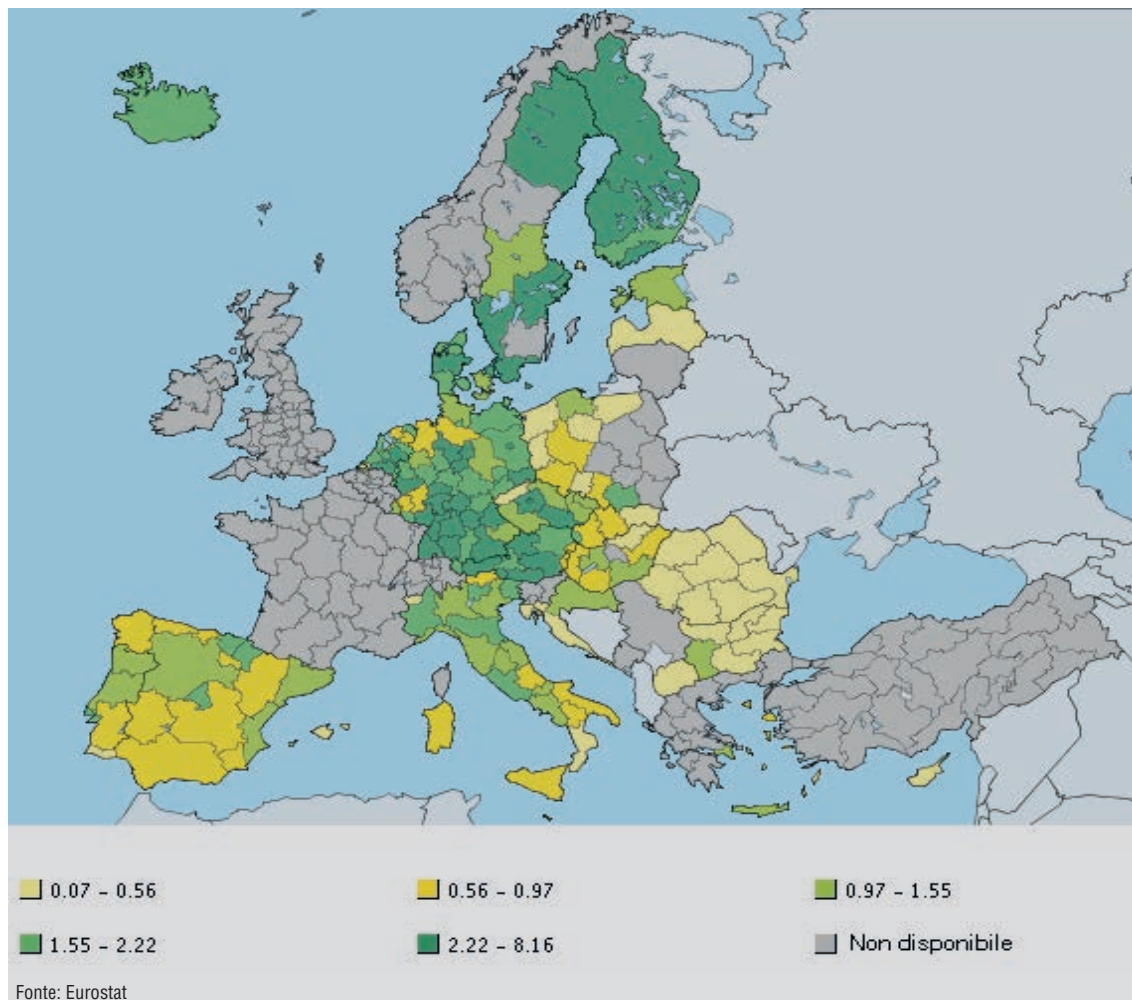 0.07 - 0.56
0.56 - 0.97
0.97 - 1.55
1.55 - 2.22
2.22 - 8.16
Non disponibile
Fonte: Eurostat